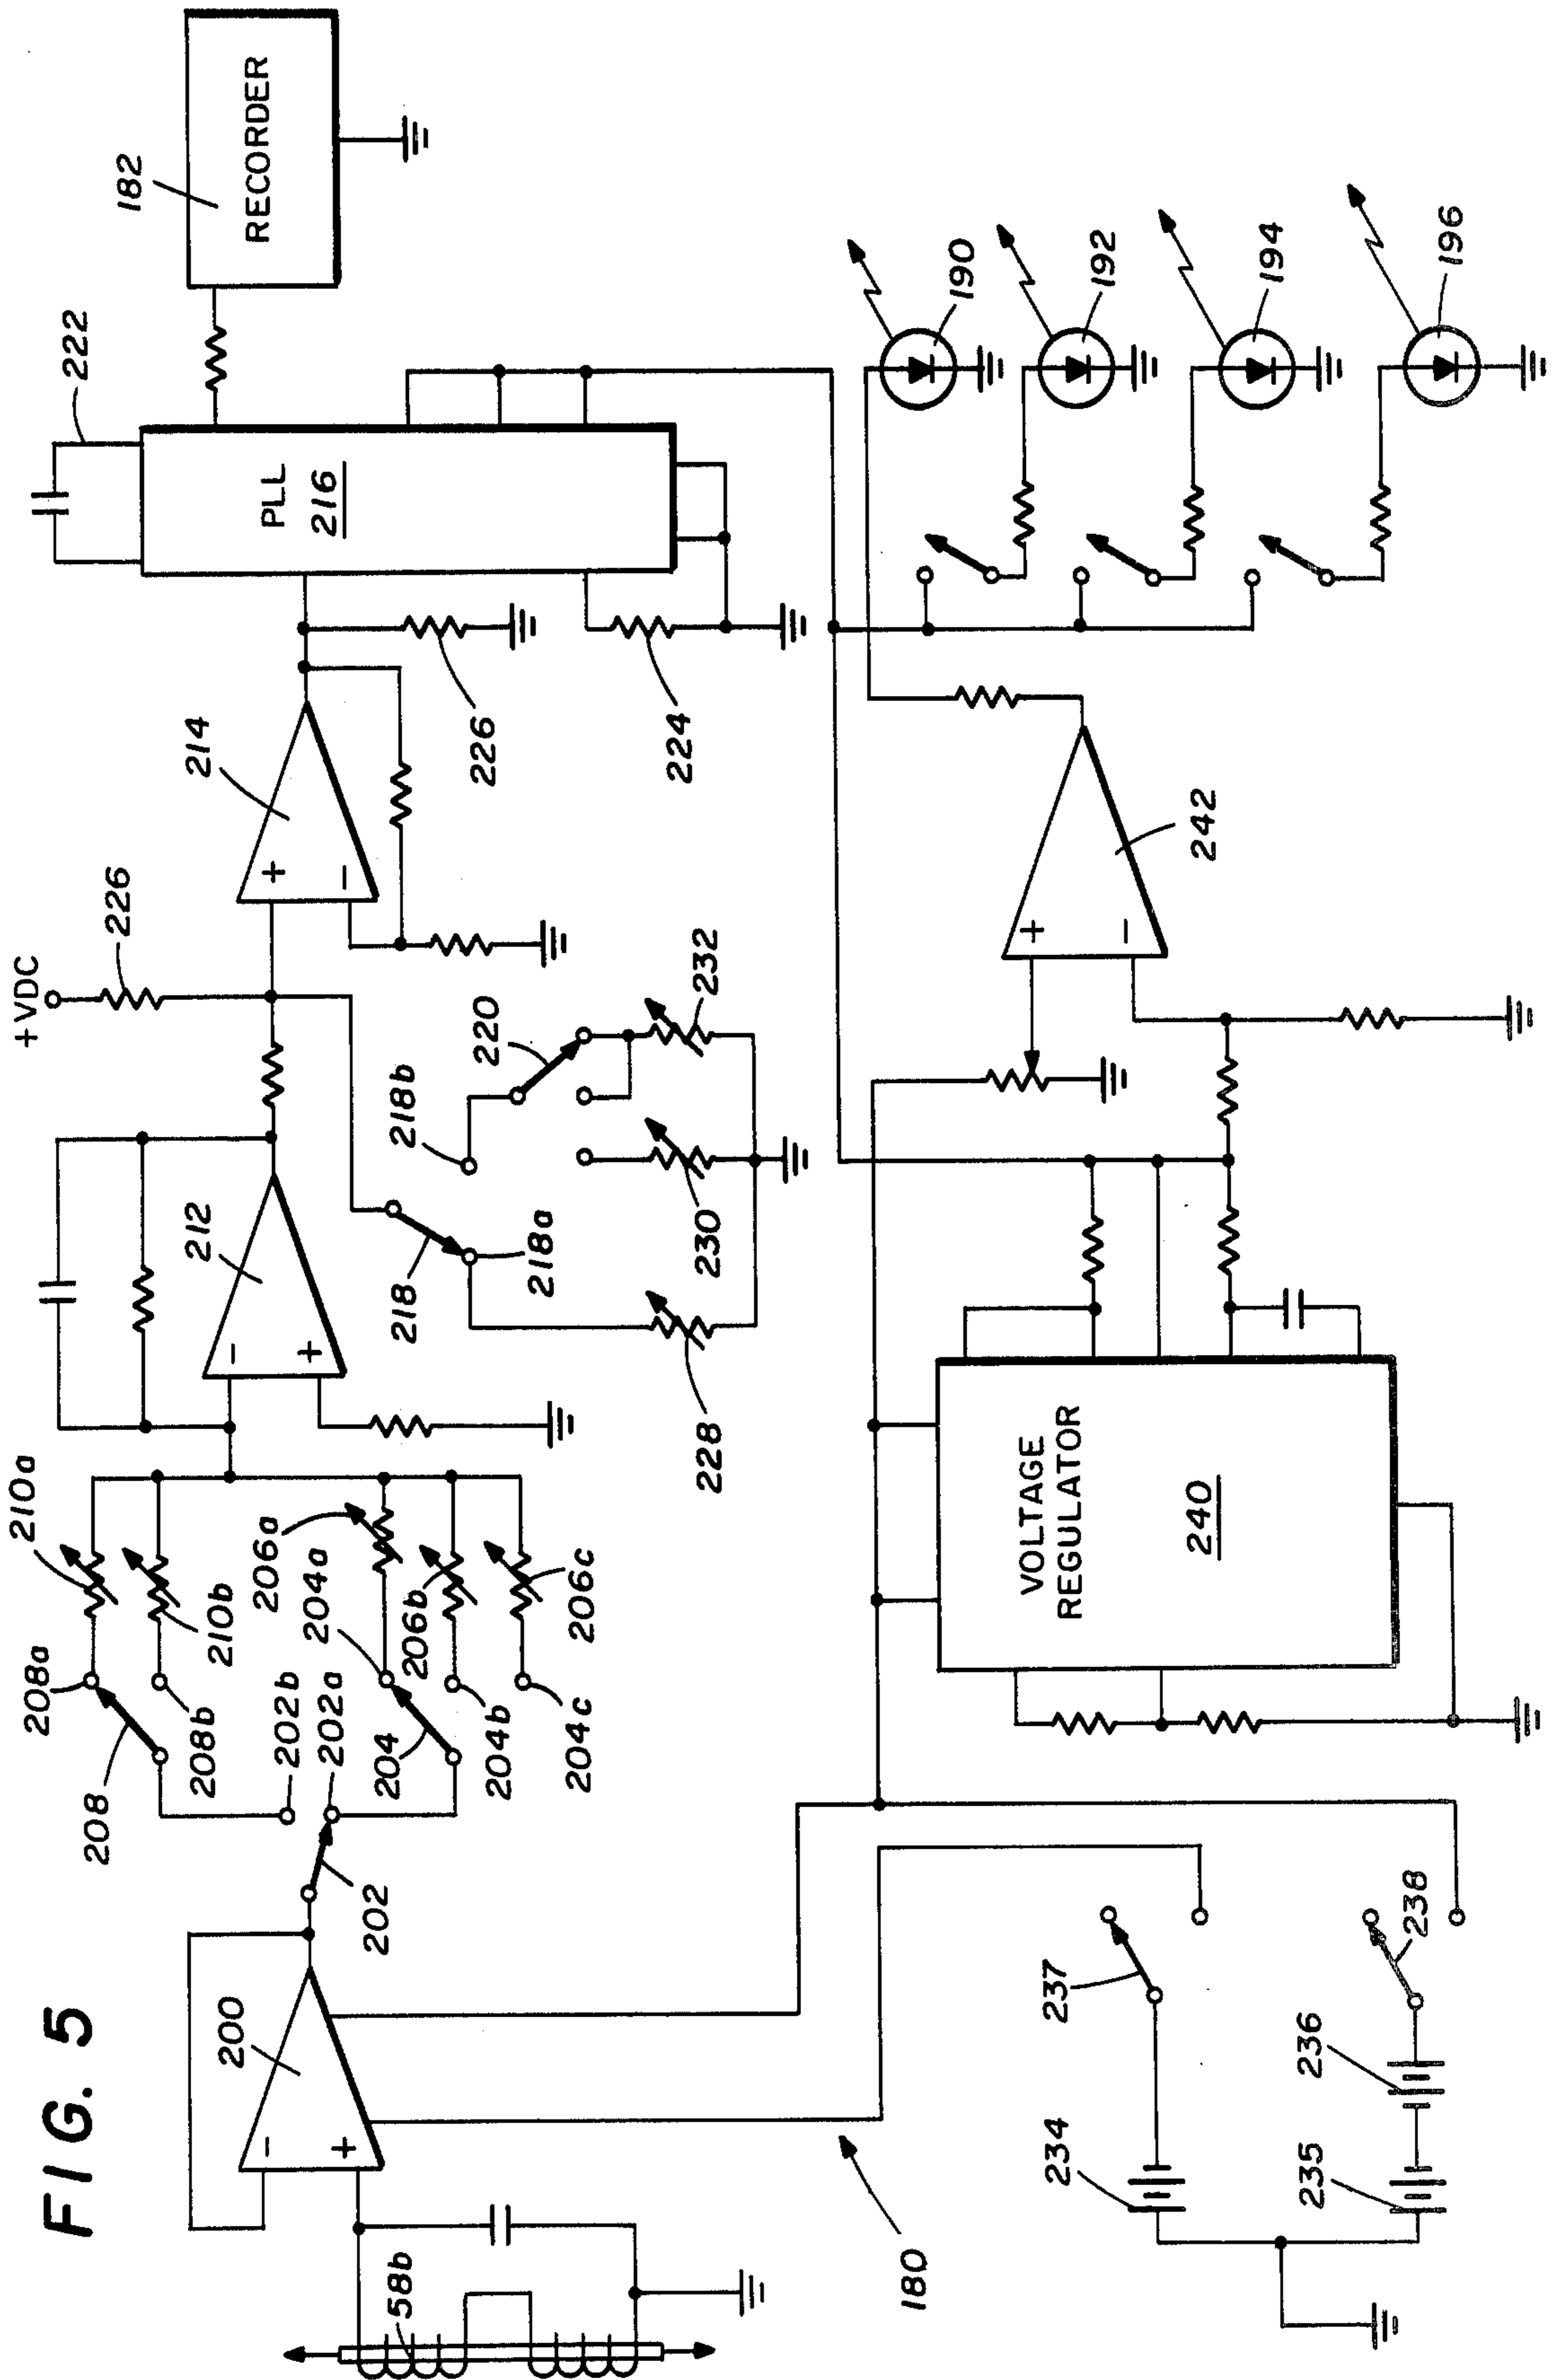 FIG. 5
58b
200
202
202a
202b
208
208a
208b
210a
210b
204
204a
204b
204c
206a
206b
206c
212
-
+
-
+
218
218a
218b
220
228
230
232
+VDC
226
214
+
-
226
224
222
PLL
216
182
RECORDER
180
234
235
236
237
238
VOLTAGE
REGULATOR
240
242
+
-
190
192
194
196